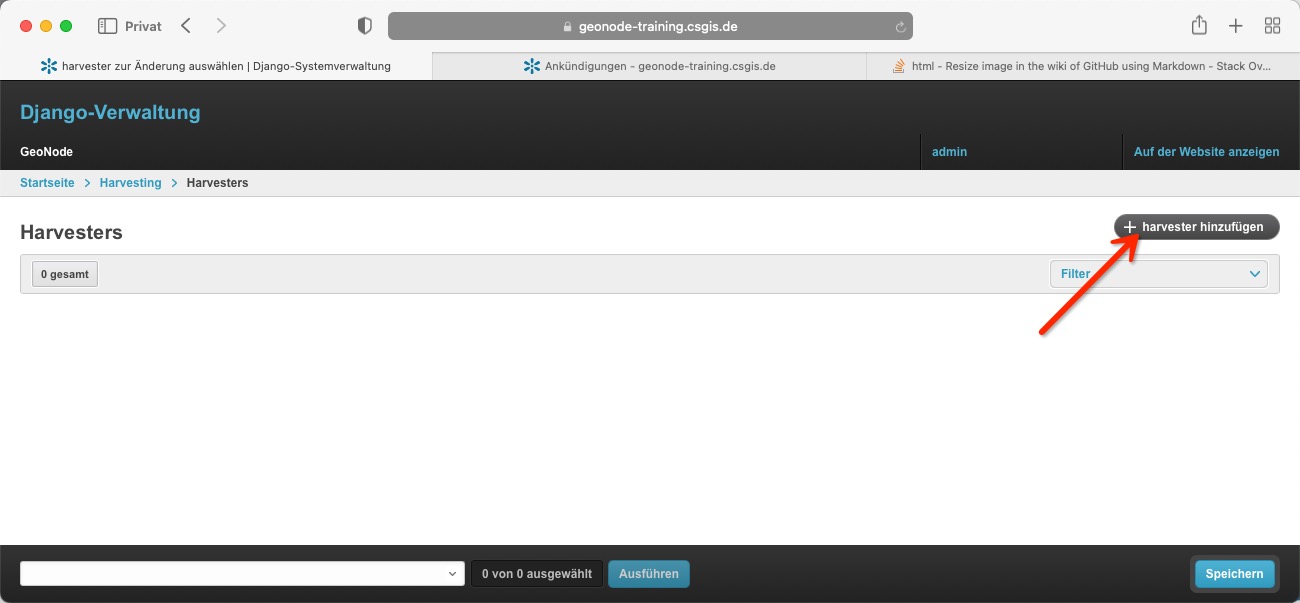 Privat
geonode-training.csgis.de
harvester zur Änderung auswählen | Django-Systemverwaltung
Ankündigungen - geonode-training.csgis.de
html - Resize image in the wiki of GitHub using Markdown - Stack Ov...
Django-Verwaltung
GeoNode
admin
Auf der Website anzeigen
Startseite > Harvesting > Harvesters
Harvesters
+ harvester hinzufügen
0 gesamt
Filter
0 von 0 ausgewählt
Ausführen
Speichern